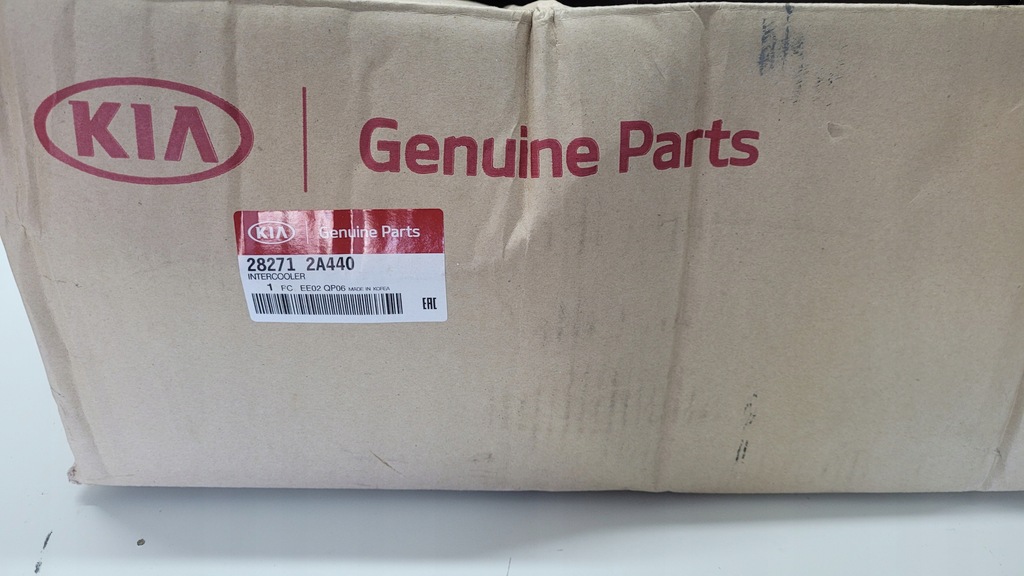 KIA
Genuine Parts
KIA Genuine Parts
28271 2A440
INTERCOOLER
1 PC EE02 QP06 MADE IN KOREA
EAC